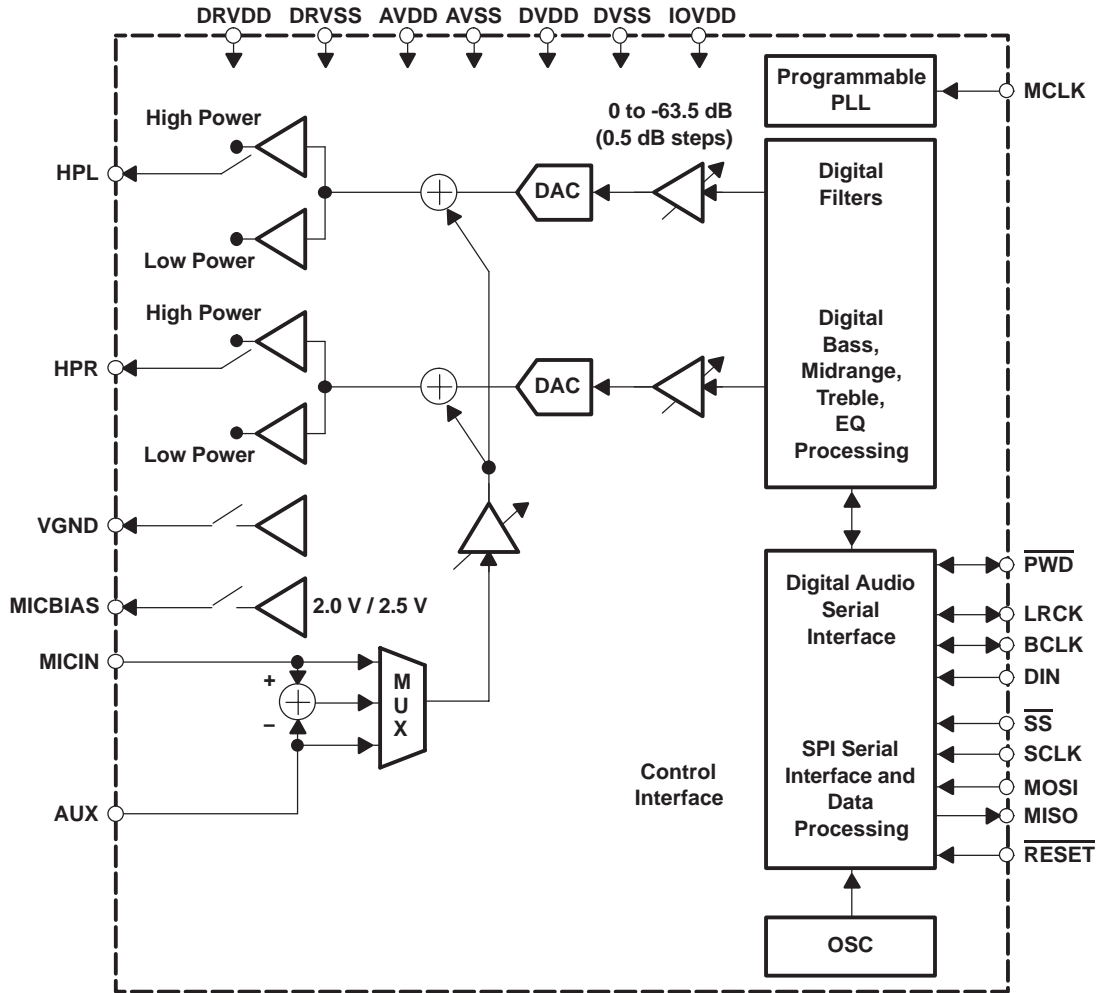 DRVDD DRVSS AVDD AVSS DVDD DVSS IOVDD
Programmable
PLL
MCLK
0 to -63.5 dB
(0.5 dB steps)
High Power
HPL
Low Power
+
DAC
Digital
Filters
High Power
HPR
Low Power
+
DAC
Digital
Bass,
Midrange,
Treble,
EQ
Processing
VGND
MICBIAS
2.0 V / 2.5 V
MICIN
+
+
−
M
U
X
AUX
Control
Interface
Digital Audio
Serial
Interface
SPI Serial
Interface and
Data
Processing
PWD
LRCK
BCLK
DIN
SS
SCLK
MOSI
MISO
RESET
OSC